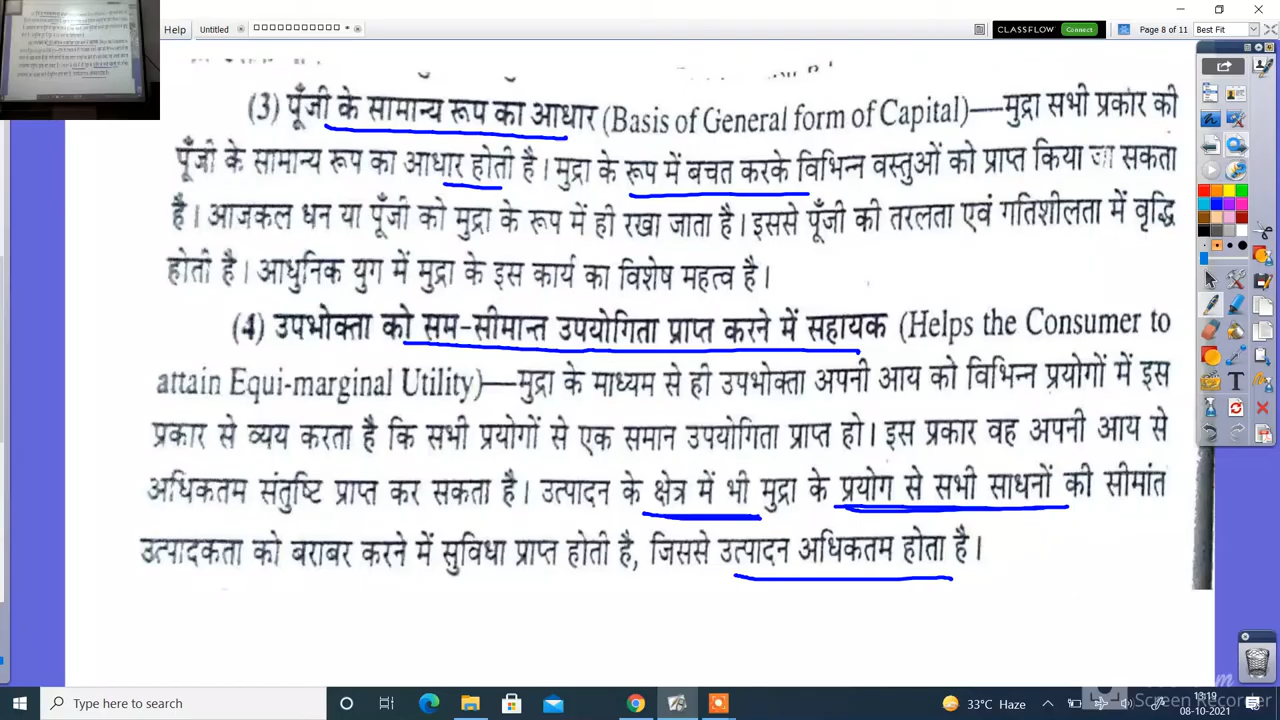 Help
Untitled
CLASSFLOW Connect
Page 8 of 11 Best Fit
(3) पूँजी के सामान्य रूप का आधार (Basis of General form of Capital)—मुद्रा सभी प्रकार की
पूँजी के सामान्य रूप का आधार होती है। मुद्रा के रूप में बचत करके विभिन्न वस्तुओं को प्राप्त किया जा सकता
है। आजकल धन या पूँजी को मुद्रा के रूप में ही रखा जाता है। इससे पूँजी की तरलता एवं गतिशीलता में वृद्धि
होती है। आधुनिक युग में मुद्रा के इस कार्य का विशेष महत्व है।
(4) उपभोक्ता को सम-सीमान्त उपयोगिता प्राप्त करने में सहायक (Helps the Consumer to
attain Equi-marginal Utility)—मुद्रा के माध्यम से ही उपभोक्ता अपनी आय को विभिन्न प्रयोगों में इस
प्रकार से व्यय करता है कि सभी प्रयोगों से एक समान उपयोगिता प्राप्त हो। इस प्रकार वह अपनी आय से
अधिकतम संतुष्टि प्राप्त कर सकता है। उत्पादन के क्षेत्र में भी मुद्रा के प्रयोग से सभी साधनों की सीमांत
उत्पादकता को बराबर करने में सुविधा प्राप्त होती है, जिससे उत्पादन अधिकतम होता है।
Screen Recorder
Type here to search
33°C Haze
13:19
08-10-2021